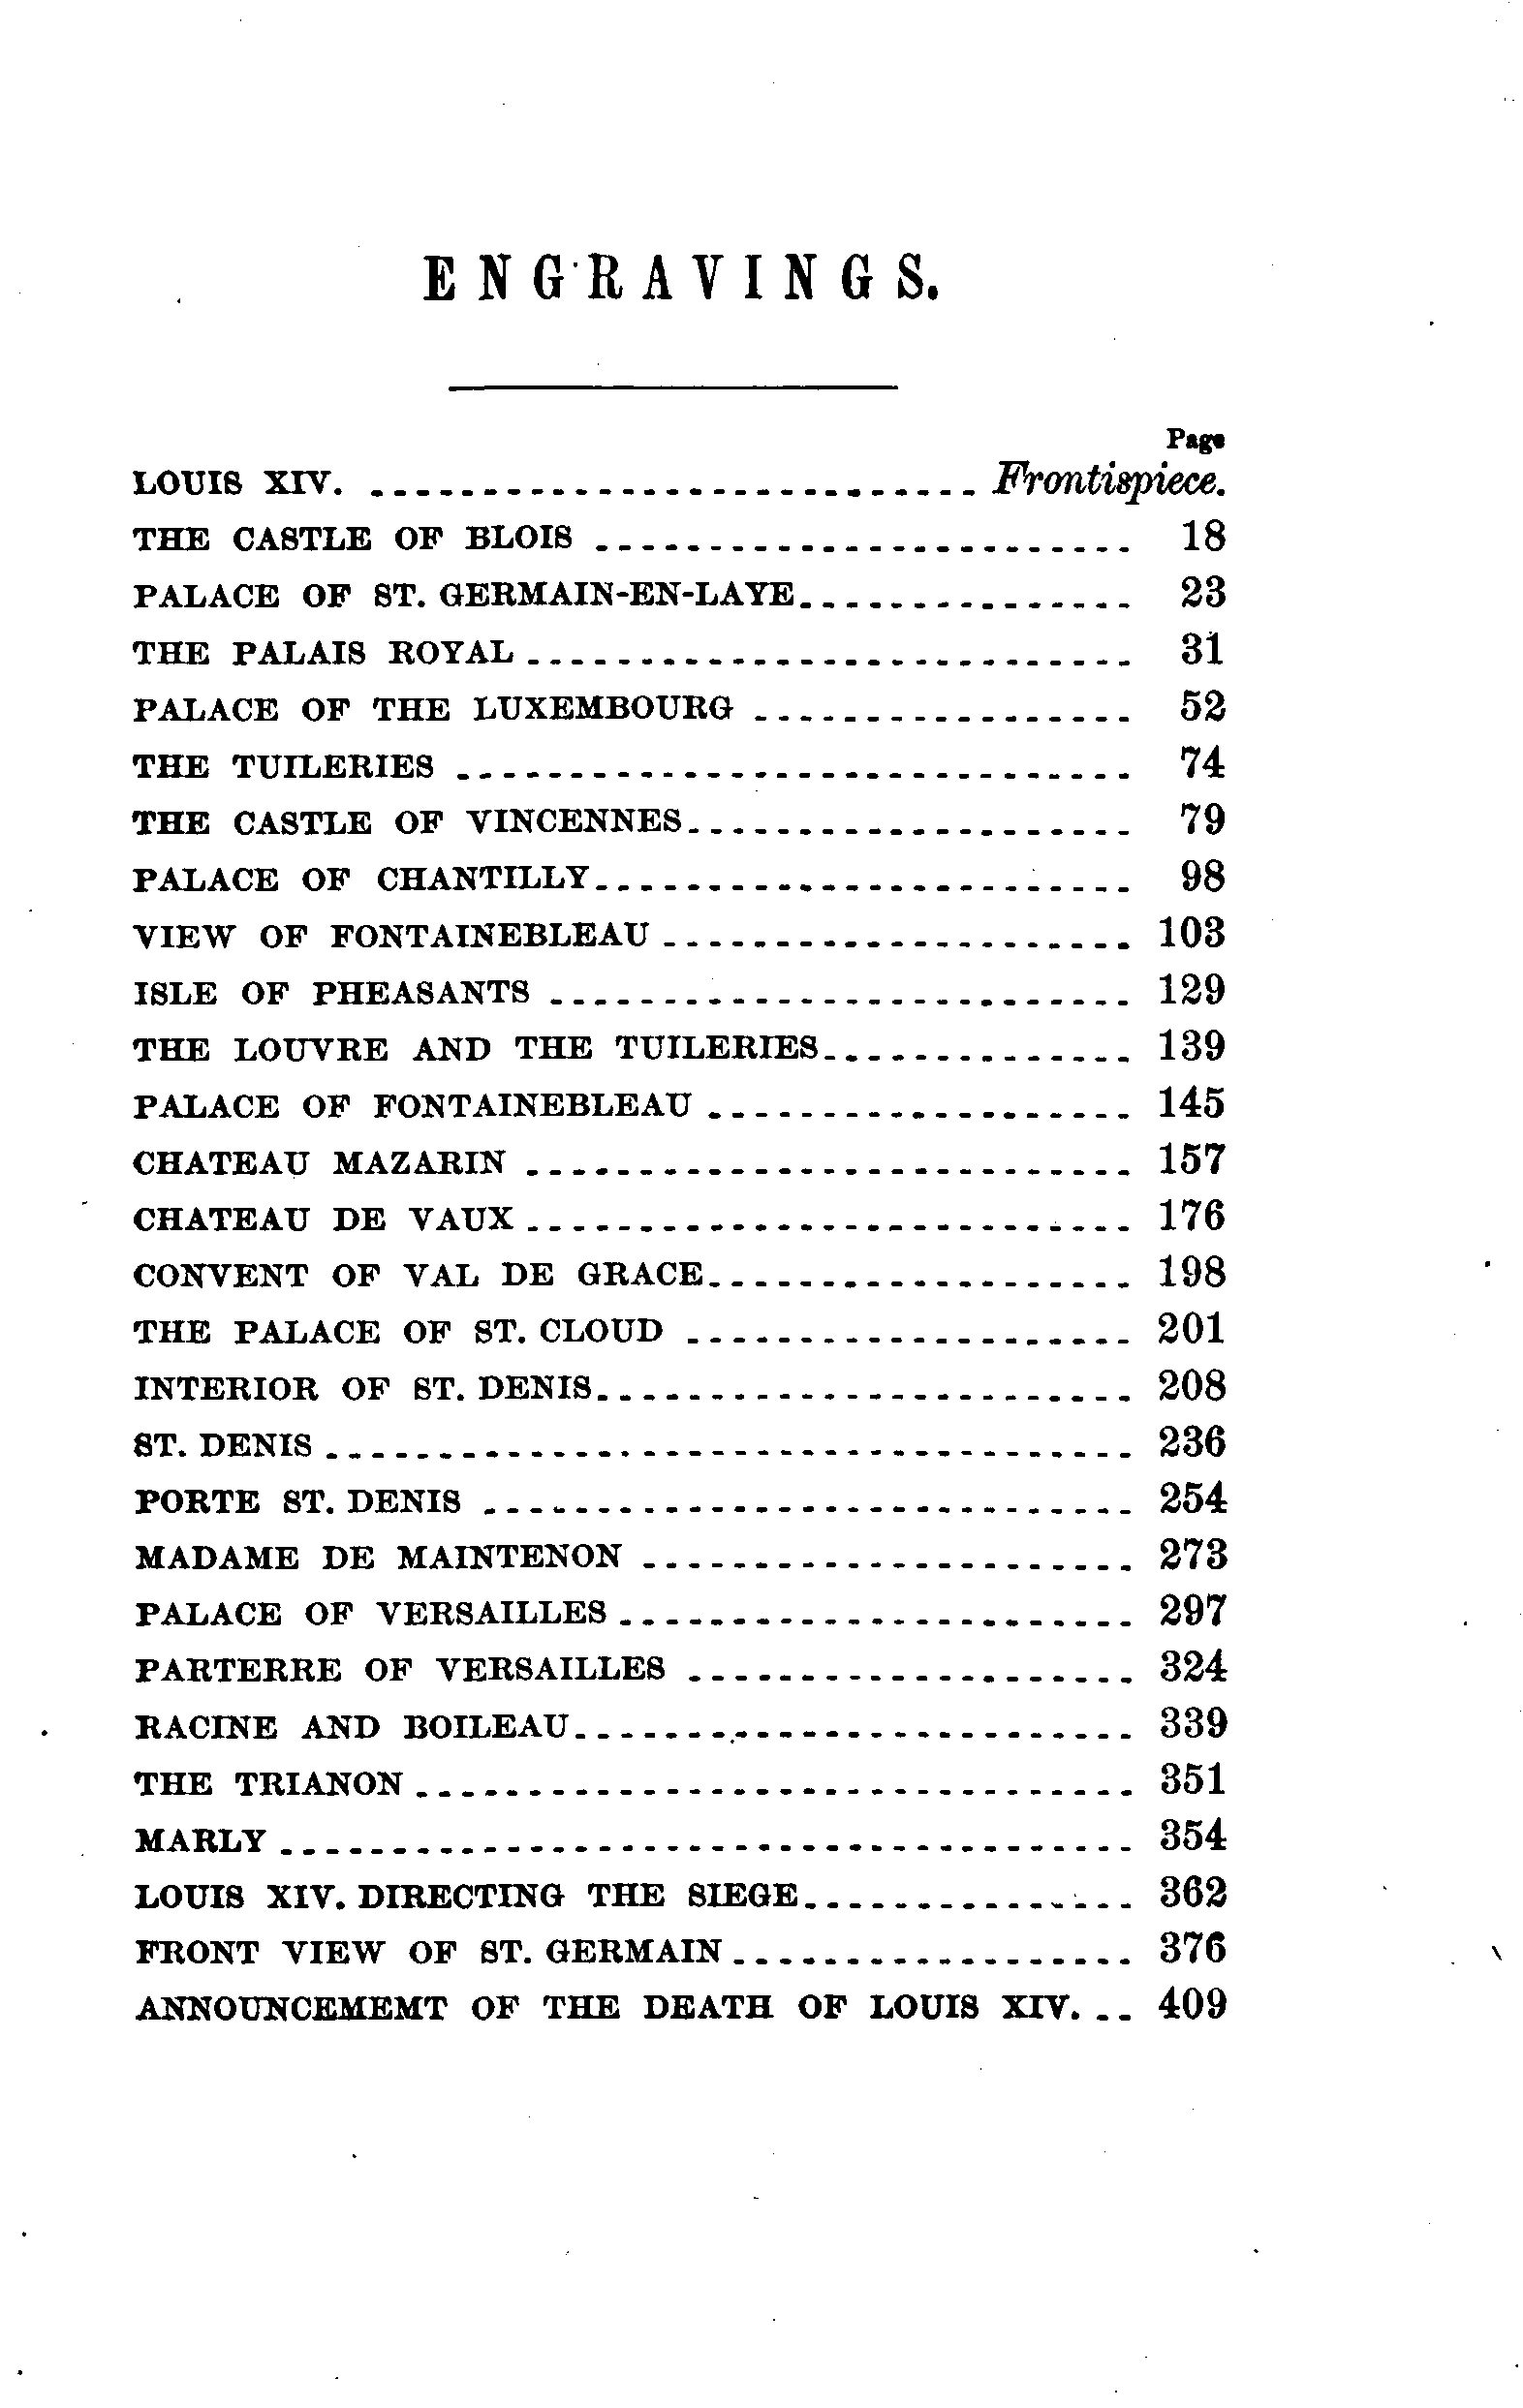 ENGRAVINGS.
Page
LOUIS XIV. Frontispiece.
THE CASTLE OF BLOIS 18
PALACE OF ST. GERMAIN-EN-LAYE 23
THE PALAIS ROYAL 31
PALACE OF THE LUXEMBOURG 52
THE TUILERIES 74
THE CASTLE OF VINCENNES 79
PALACE OF CHANTILLY 98
VIEW OF FONTAINEBLEAU 103
ISLE OF PHEASANTS 129
THE LOUVRE AND THE TUILERIES 139
PALACE OF FONTAINEBLEAU 145
CHATEAU MAZARIN 157
CHATEAU DE VAUX 176
CONVENT OF VAL DE GRACE 198
THE PALACE OF ST. CLOUD 201
INTERIOR OF ST. DENIS 208
ST. DENIS 236
PORTE ST. DENIS 254
MADAME DE MAINTENON 273
PALACE OF VERSAILLES 297
PARTERRE OF VERSAILLES 324
RACINE AND BOILEAU 339
THE TRIANON 351
MARLY 354
LOUIS XIV. DIRECTING THE SIEGE 362
FRONT VIEW OF ST. GERMAIN 376
ANNOUNCEMEMT OF THE DEATH OF LOUIS XIV. 409